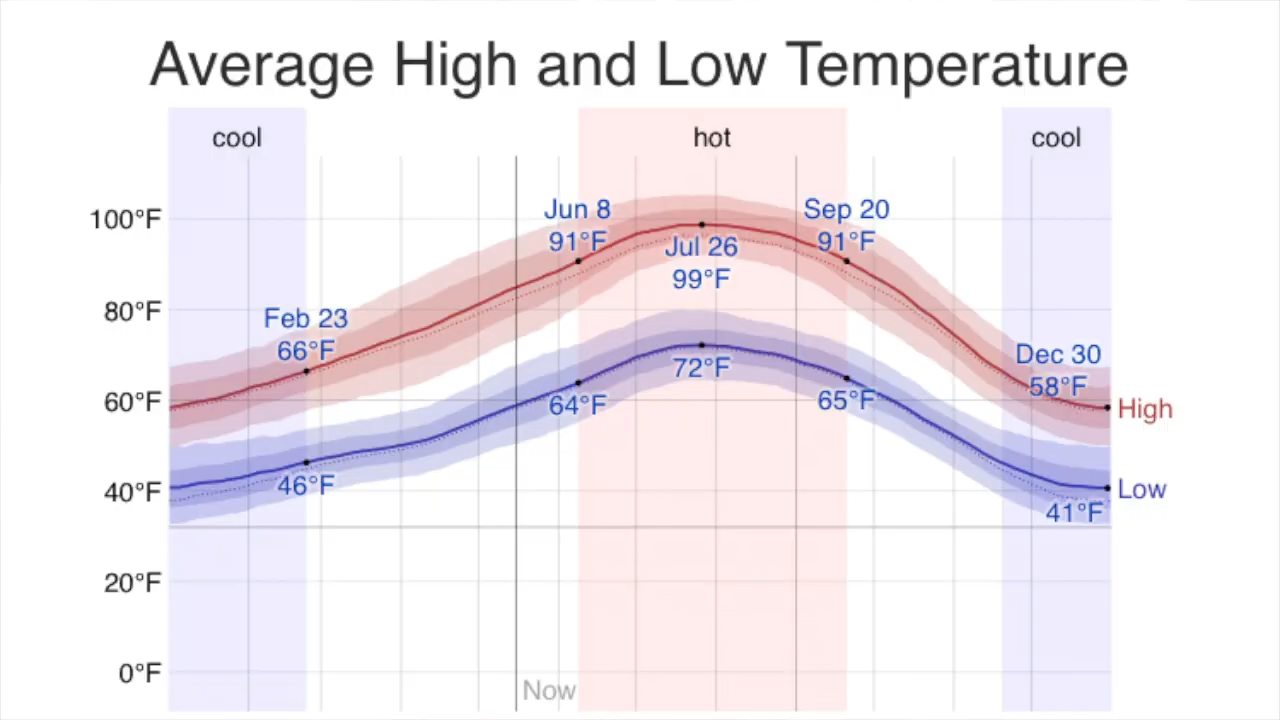 Average High and Low Temperature
cool
hot
cool
100°F
80°F
60°F
40°F
20°F
0°F
Feb 23
66°F
Jun 8
91°F
Jul 26
99°F
Sep 20
91°F
Dec 30
58°F
High
46°F
64°F
72°F
65°F
41°F
Low
Now